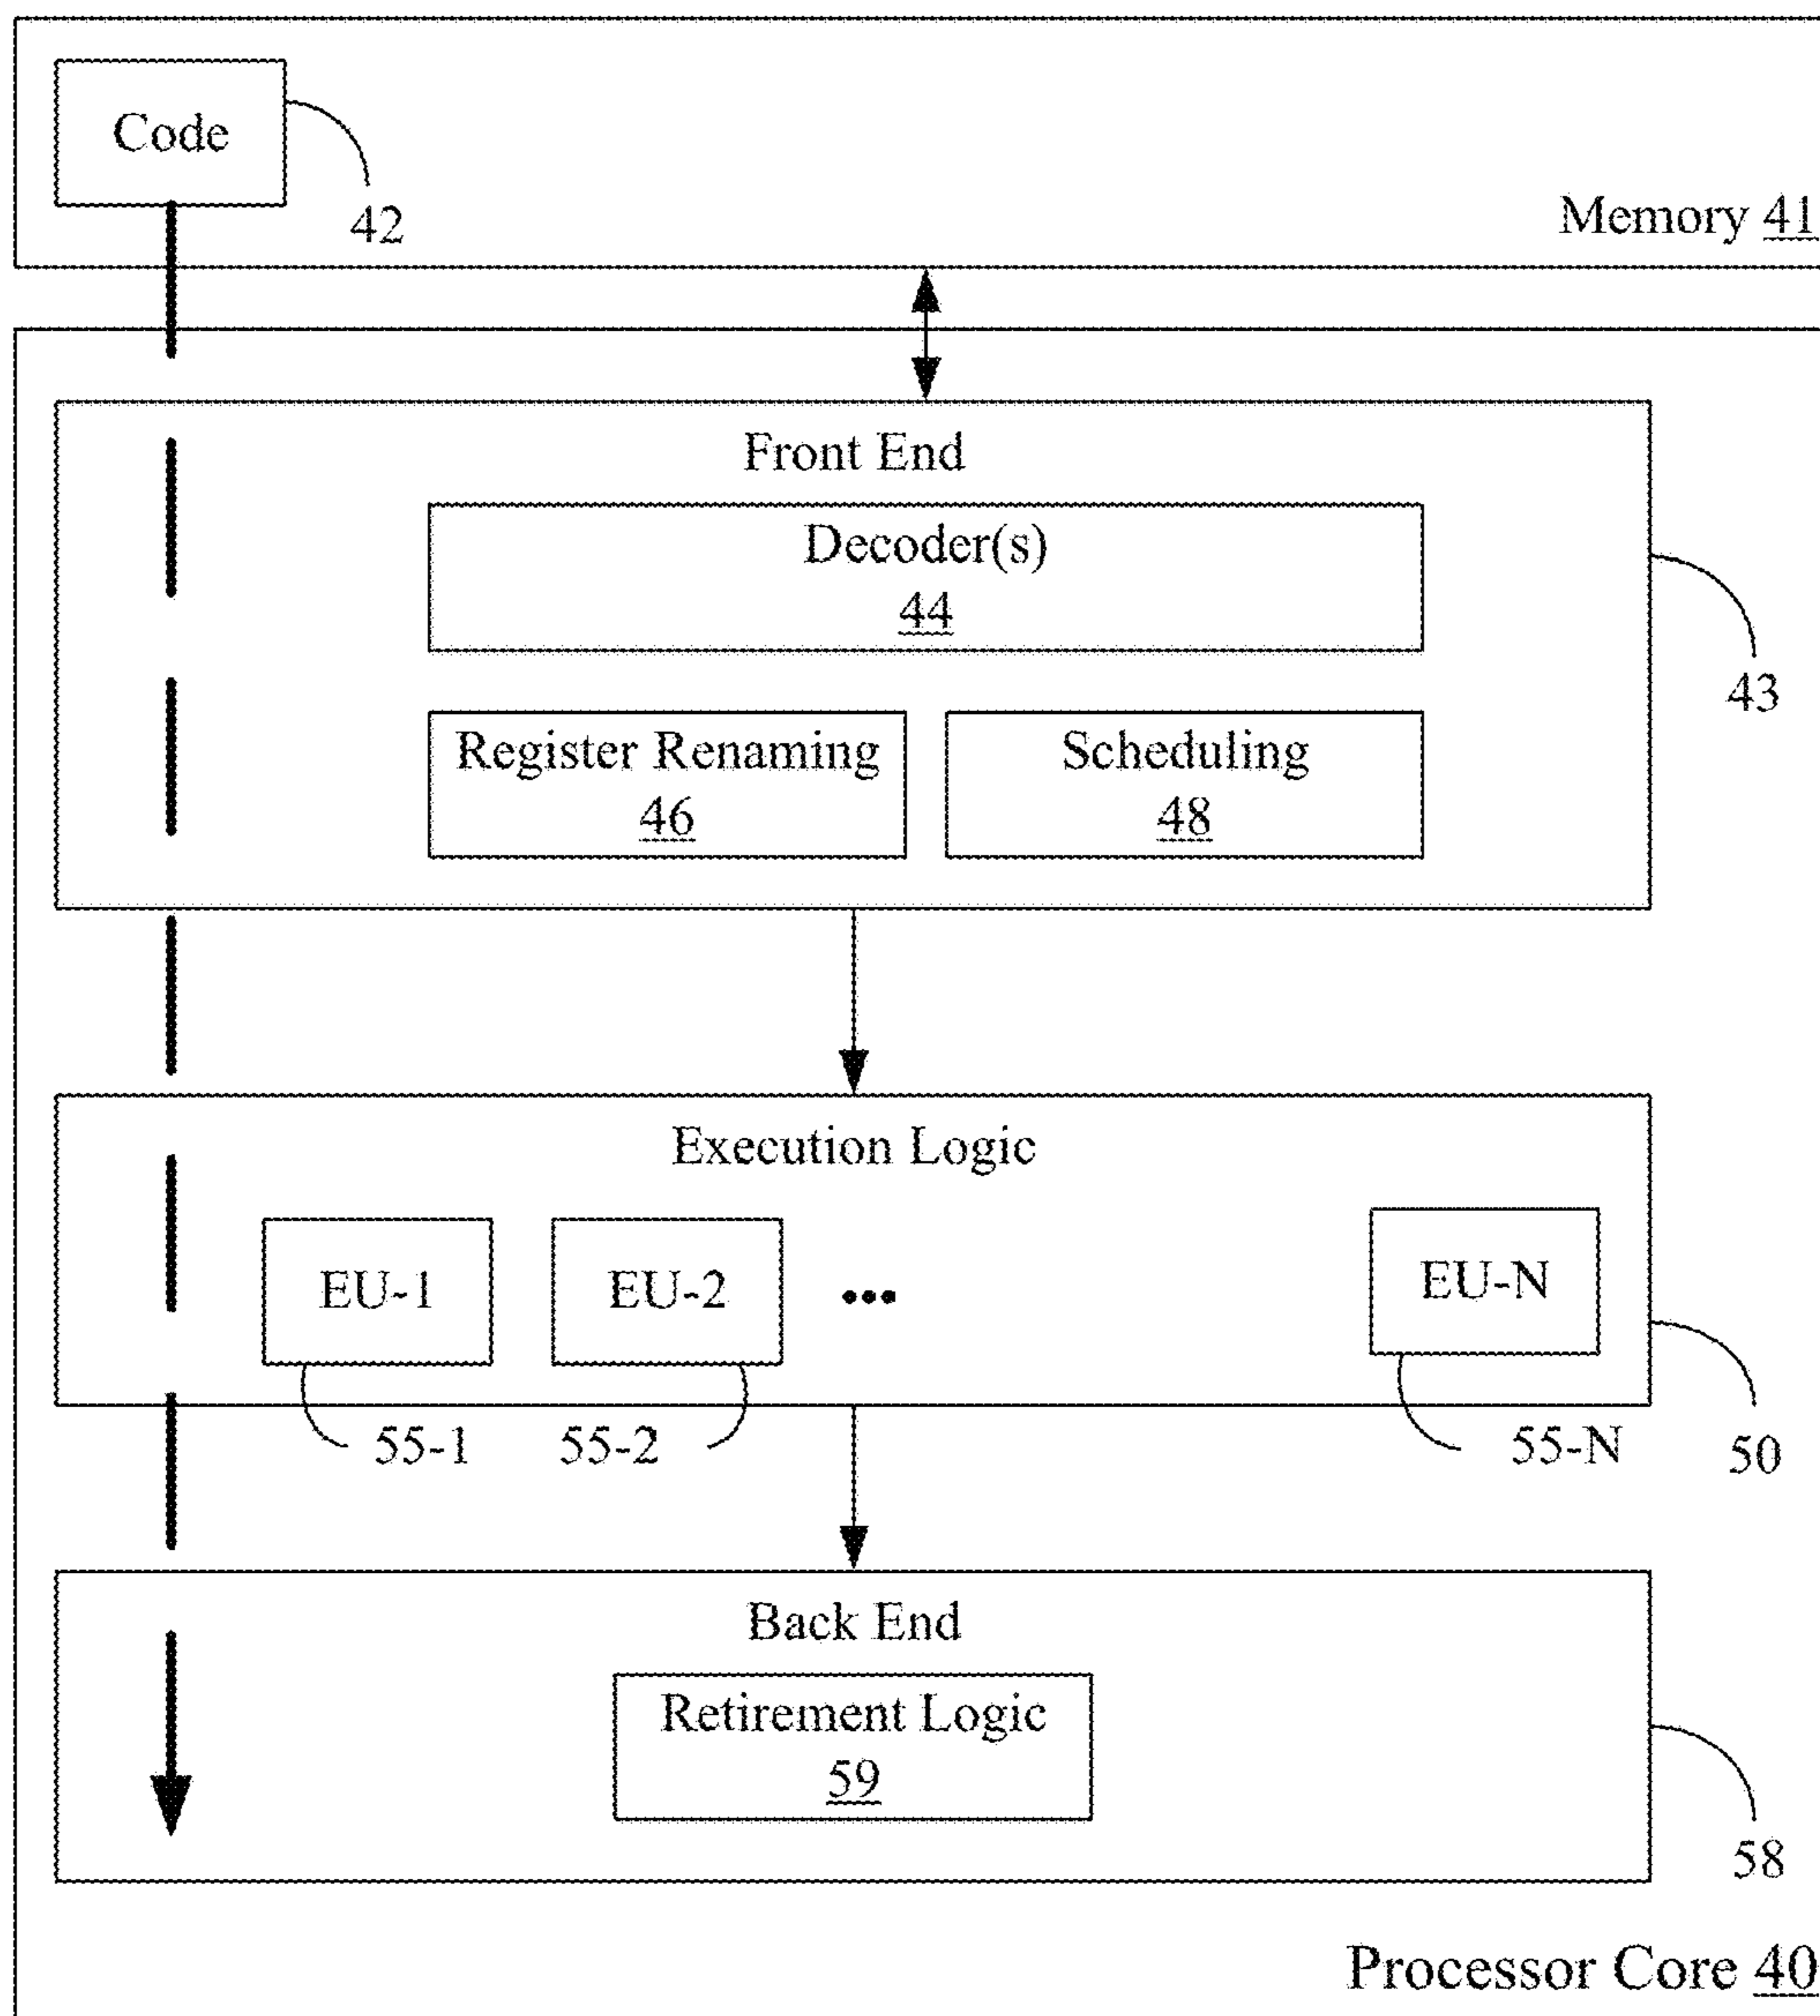 Code
42
Memory 41
Front End
Decoder(s)
44
43
Register Renaming
46
Scheduling
48
Execution Logic
EU-1
EU-2
•••
EU-N
55-1
55-2
55-N
50
Back End
Retirement Logic
59
58
Processor Core 40